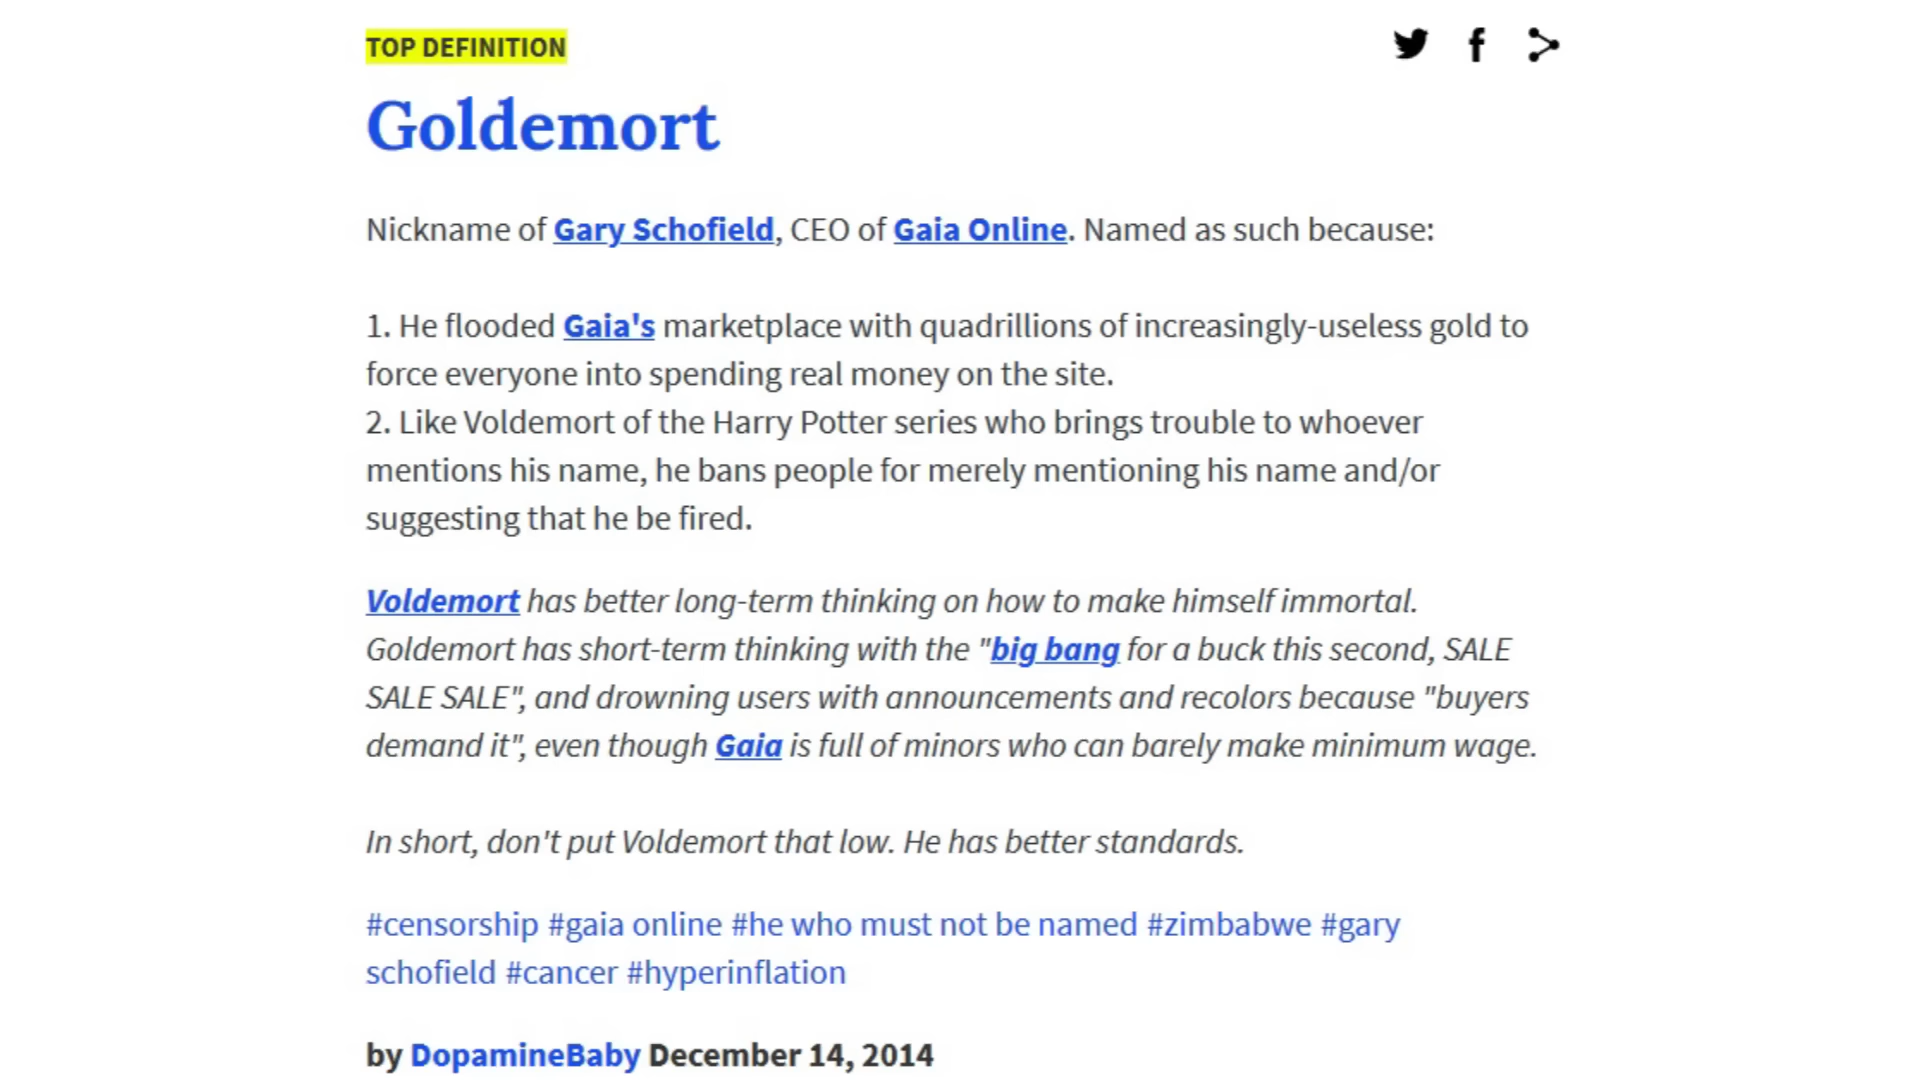 TOP DEFINITION
Goldemort
Nickname of Gary Schofield, CEO of Gaia Online. Named as such because:
1. He flooded Gaia's marketplace with quadrillions of increasingly-useless gold to
force everyone into spending real money on the site.
2. Like Voldemort of the Harry Potter series who brings trouble to whoever
mentions his name, he bans people for merely mentioning his name and/or
suggesting that he be fired.
Voldemort has better long-term thinking on how to make himself immortal.
Goldemort has short-term thinking with the "big bang for a buck this second, SALE
SALE SALE", and drowning users with announcements and recolors because "buyers
demand it", even though Gaia is full of minors who can barely make minimum wage.
In short, don't put Voldemort that low. He has better standards.
#censorship #gaia online #he who must not be named #zimbabwe #gary
schofield #cancer #hyperinflation
by DopamineBaby December 14, 2014